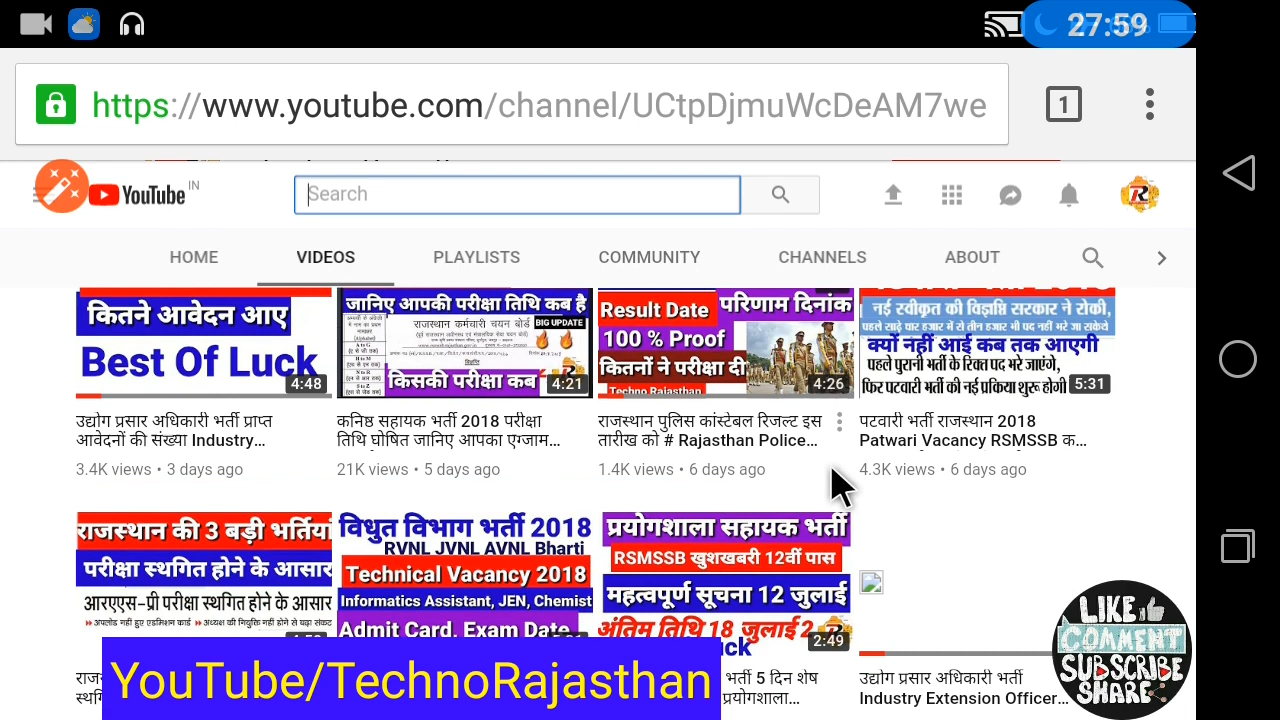 27:59
https://www.youtube.com/channel/UCtpDjmuWcDeAM7we
1
YouTube IN
Search
HOME VIDEOS PLAYLISTS COMMUNITY CHANNELS ABOUT
कितने आवेदन आए
Best Of Luck
4:48
उद्योग प्रसार अधिकारी भर्ती प्राप्त
आवेदनों की संख्या Industry…
3.4K views • 3 days ago
जानिए आपकी परीक्षा तिथि कब है
राजस्थान कर्मचारी चयन बोर्ड
BIG UPDATE
किसकी परीक्षा कब
4:21
कनिष्ठ सहायक भर्ती 2018 परीक्षा
तिथि घोषित जानिए आपका एग्जाम…
21K views • 5 days ago
Result Date परिणाम दिनांक
100 % Proof
कितनों ने परीक्षा दी
Techno Rajasthan
4:26
राजस्थान पुलिस कांस्टेबल रिजल्ट इस
तारीख को # Rajasthan Police…
1.4K views • 6 days ago
नई स्वीकृत की विज्ञप्ति सरकार ने रोकी,
पहले साढ़े चार हजार में से तीन हजार भी पद नहीं भरे जा सकेंगे
क्यों नहीं आई कब तक आएगी
पहले पुरानी भर्ती के रिक्त पद भरे जाएंगे,
फिर पटवारी भर्ती की नई प्रक्रिया शुरू होगी
5:31
पटवारी भर्ती राजस्थान 2018
Patwari Vacancy RSMSSB क…
4.3K views • 6 days ago
राजस्थान की 3 बड़ी भर्तियां
परीक्षा स्थगित होने के आसार
आरएएस-प्री परीक्षा स्थगित होने के आसार
विधुत विभाग भर्ती 2018
RVNL JVNL AVNL Bharti
Technical Vacancy 2018
Informatics Assistant, JEN, Chemist
Admit Card, Exam Date
प्रयोगशाला सहायक भर्ती
RSMSSB खुशखबरी 12वीं पास
महत्वपूर्ण सूचना 12 जुलाई
अंतिम तिथि 18 जुलाई 2
2:49
भर्ती 5 दिन शेष
प्रयोगशाला…
उद्योग प्रसार अधिकारी भर्ती
Industry Extension Officer…
YouTube/TechnoRajasthan
LIKE
COMMENT
SUBSCRIBE
SHARE